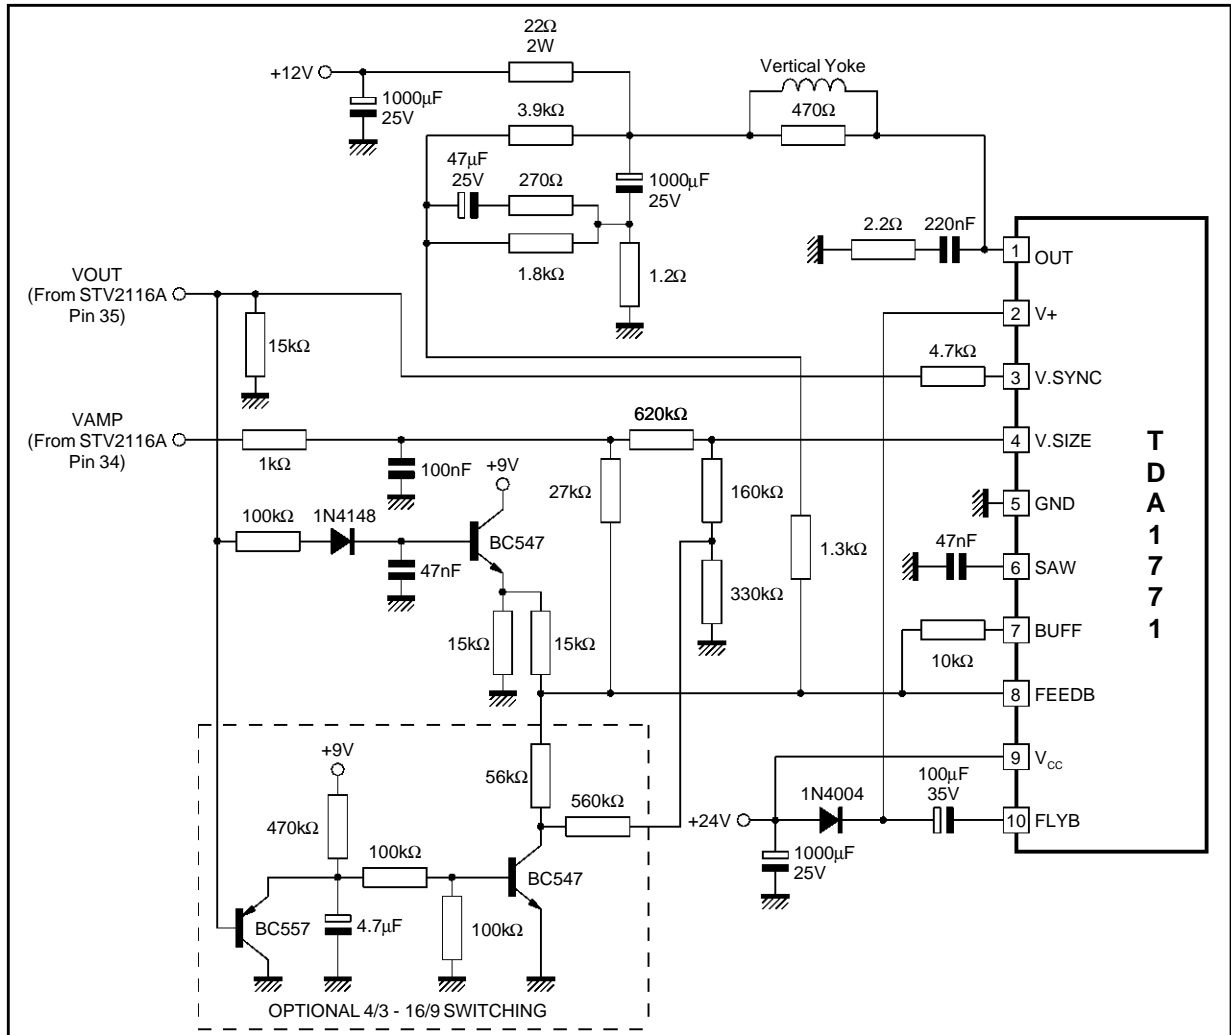 22Ω
2W
+12V
1000µF
25V
Vertical Yoke
470Ω
3.9kΩ
47µF
25V
270Ω
1000µF
25V
1.8kΩ
1.2Ω
2.2Ω
220nF
1
OUT
VOUT
(From STV2116A
Pin 35)
15kΩ
2
V+
4.7kΩ
3
V.SYNC
VAMP
(From STV2116A
Pin 34)
1kΩ
620kΩ
4
V.SIZE
100nF
+9V
27kΩ
160kΩ
5
GND
100kΩ
1N4148
BC547
47nF
1.3kΩ
47nF
6
SAW
330kΩ
15kΩ
15kΩ
7
BUFF
10kΩ
8
FEEDB
TDA1771
+9V
56kΩ
9
VCC
470kΩ
560kΩ
+24V
1N4004
100µF
35V
10
FLYB
100kΩ
BC547
1000µF
25V
BC557
4.7µF
100kΩ
OPTIONAL 4/3 - 16/9 SWITCHING